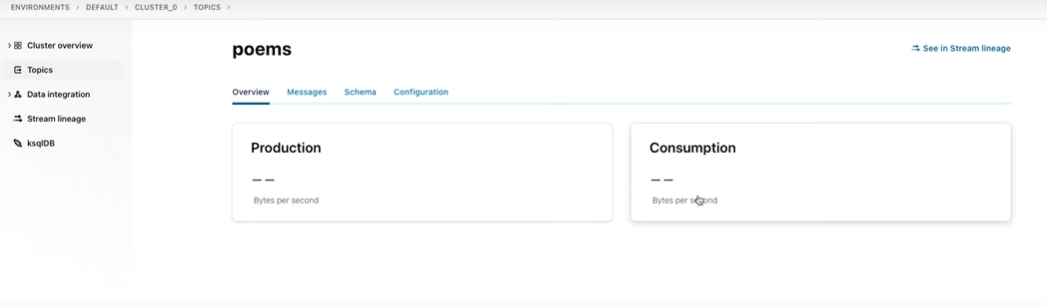 ENVIRONMENTS > DEFAULT > CLUSTER_0 > TOPICS >
> Cluster overview
Topics
> Data integration
Stream lineage
ksqlDB
poems
See in Stream lineage
Overview Messages Schema Configuration
Production
– –
Bytes per second
Consumption
– –
Bytes per second